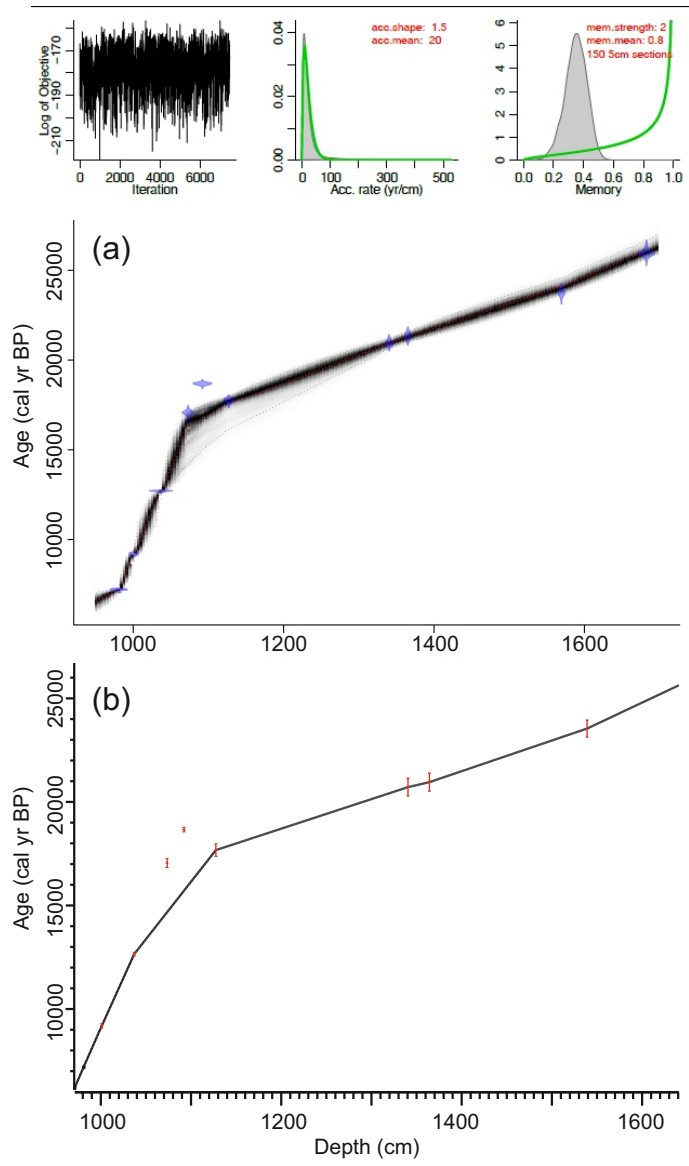 Log of Objective
−170
−190
−210
0 2000 4000 6000
Iteration
acc.shape: 1.5
acc.mean: 20
0.04
0.02
0.00
0 100 300 500
Acc. rate (yr/cm)
mem.strength: 2
mem.mean: 0.8
150 5cm sections
6
5
4
3
2
1
0
0.0 0.2 0.4 0.6 0.8 1.0
Memory
(a)
Age (cal yr BP)
25000
20000
15000
10000
1000 1200 1400 1600
(b)
Age (cal yr BP)
25000
20000
15000
10000
1000 1200 1400 1600
Depth (cm)